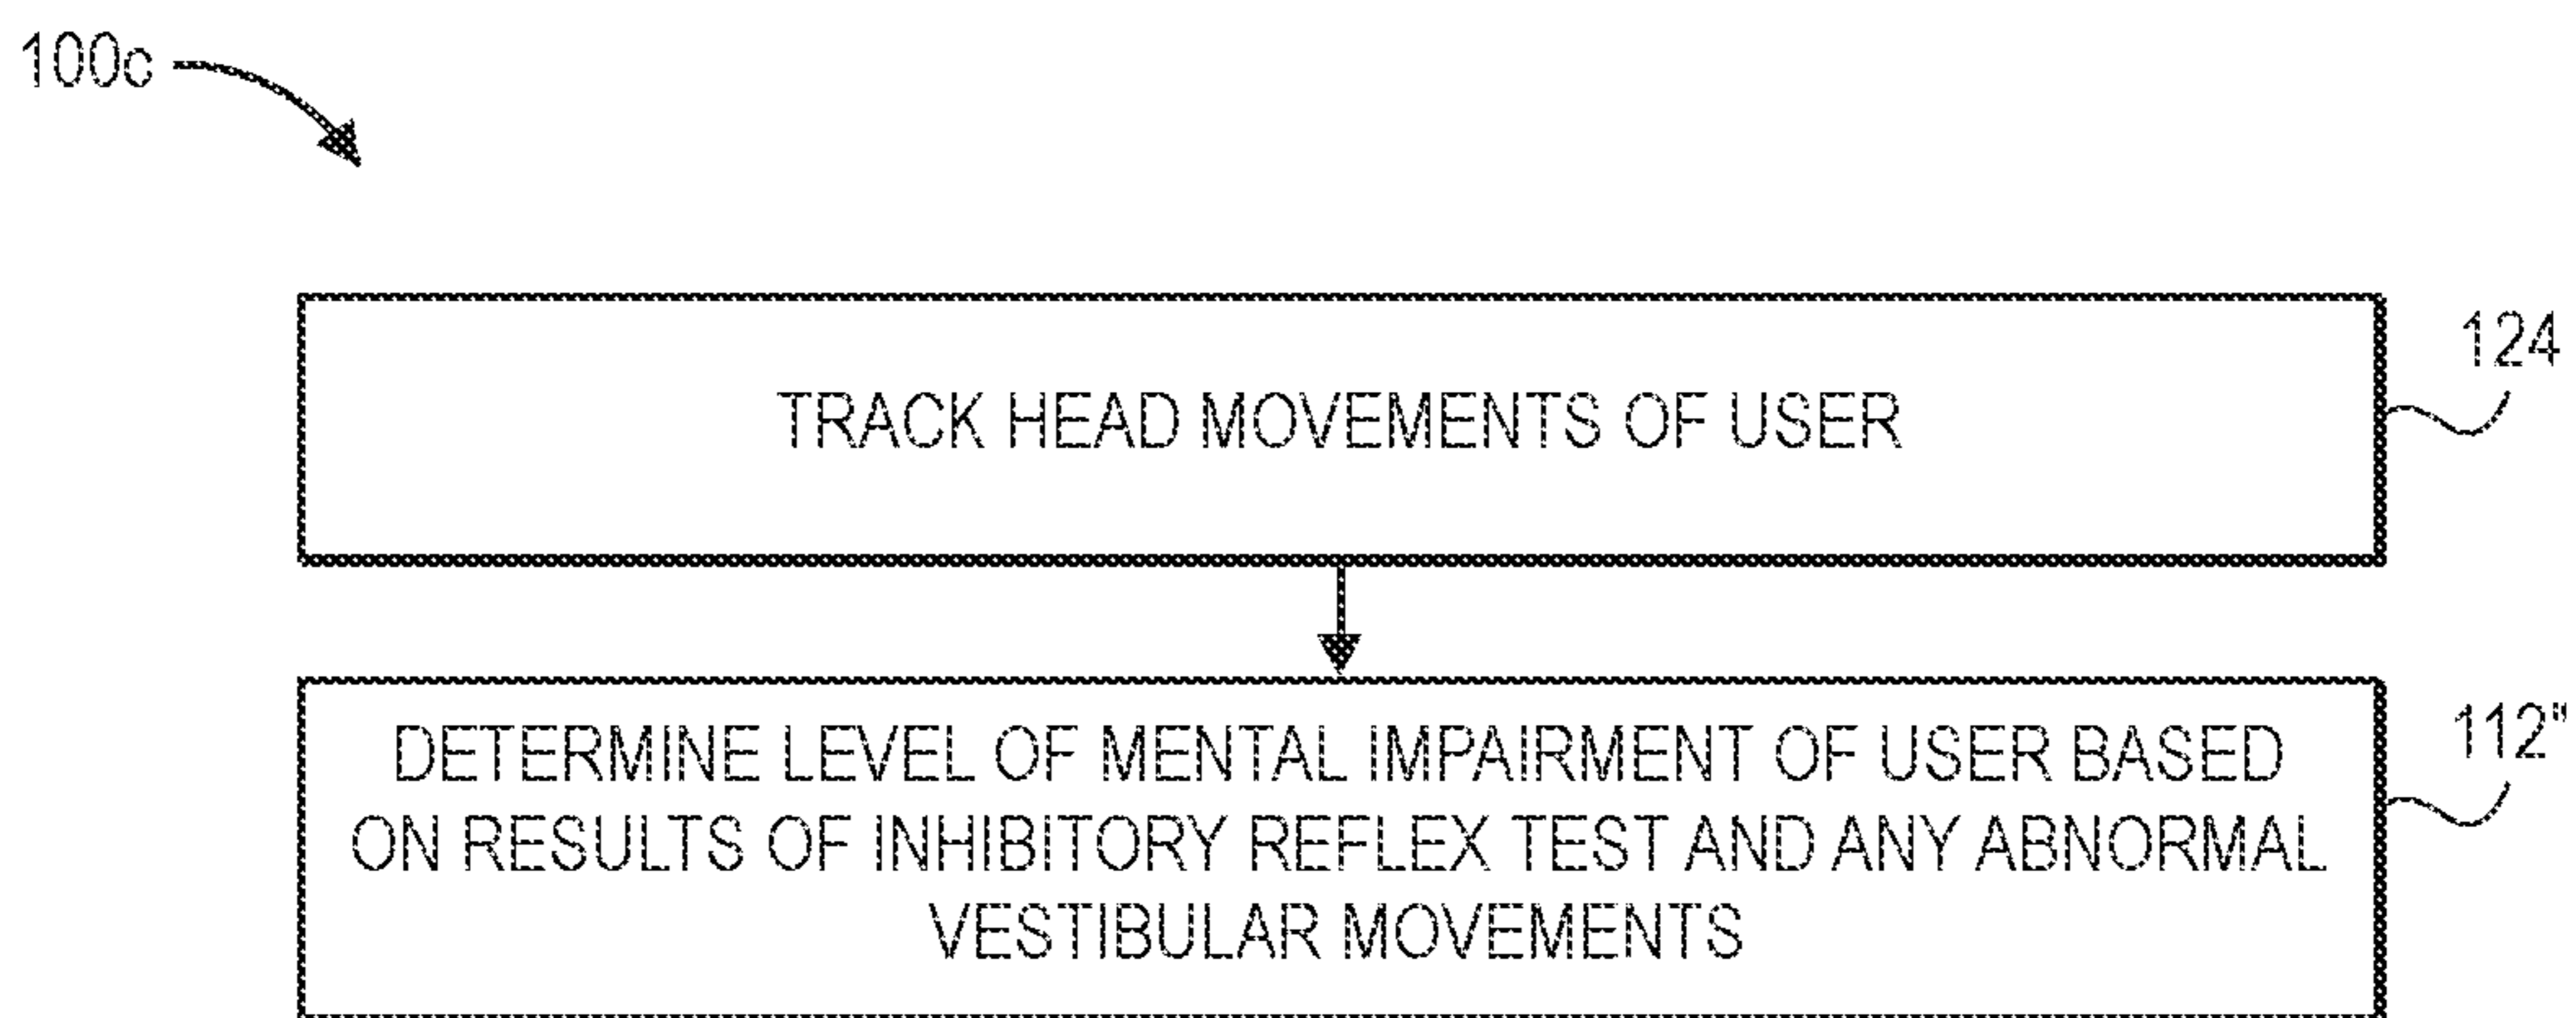 100c
124
TRACK HEAD MOVEMENTS OF USER
112"
DETERMINE LEVEL OF MENTAL IMPAIRMENT OF USER BASED
ON RESULTS OF INHIBITORY REFLEX TEST AND ANY ABNORMAL
VESTIBULAR MOVEMENTS